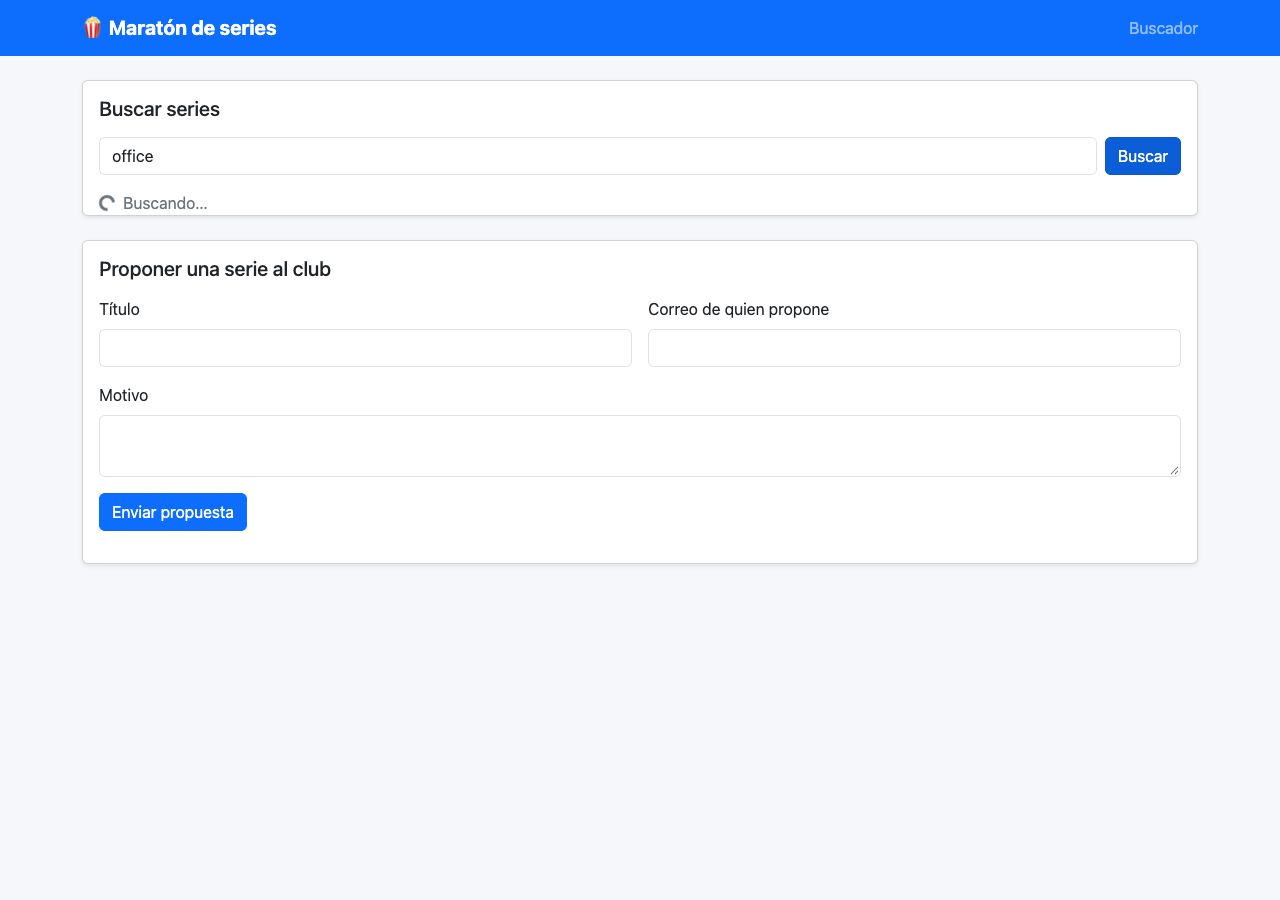 🍿 Maratón de series
Buscador
Buscar series
office
Buscar
Buscando...
Proponer una serie al club
Título
Correo de quien propone
Motivo
Enviar propuesta